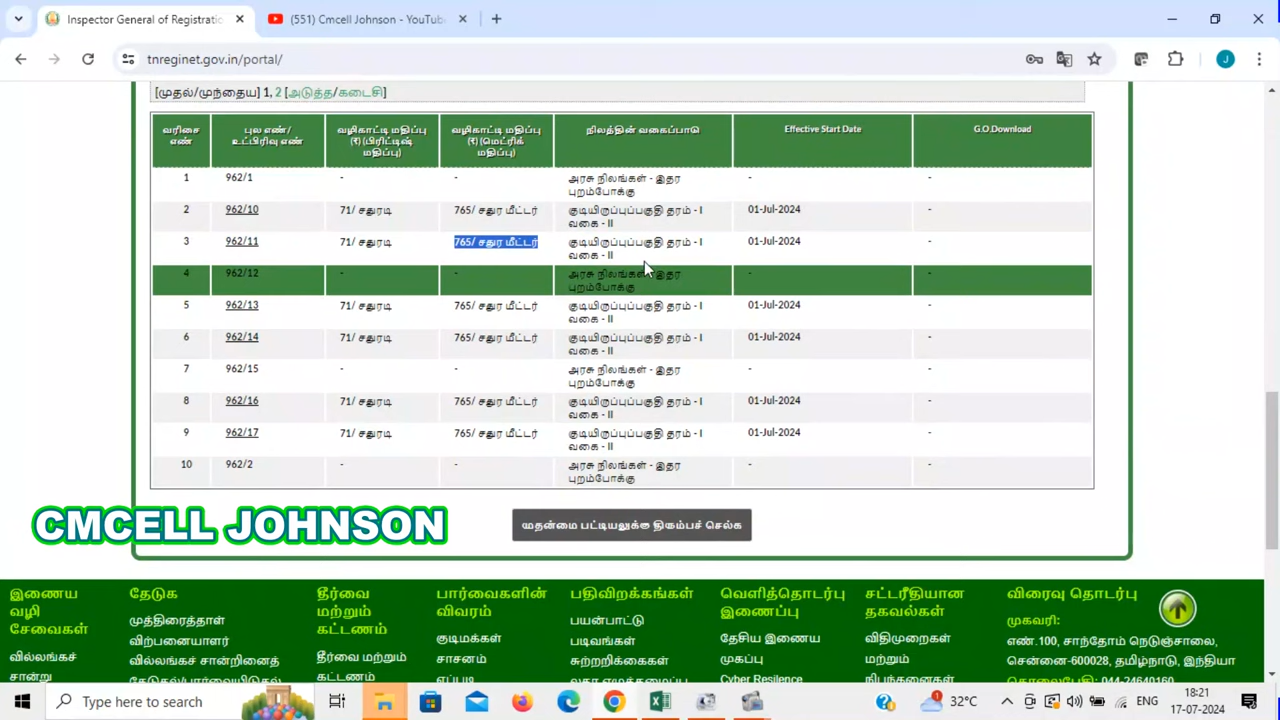 Inspector General of Registratio
(551) Cmcell Johnson - YouTube
tnreginet.gov.in/portal/
[முதல்/முந்தைய] 1, 2 [அடுத்த/கடைசி]
வரிசை எண்
புல எண்/
உட்பிரிவு எண்
வழிகாட்டி மதிப்பு
(₹) (பிரிட்டிஷ்
மதிப்பு)
வழிகாட்டி மதிப்பு
(₹) (மெட்ரிக்
மதிப்பு)
நிலத்தின் வகைப்பாடு
Effective Start Date
G.O.Download
1 962/1 - - அரசு நிலங்கள் - இதர - -
புறம்போக்கு
2 962/10 71/ சதுரடி 765/ சதுர மீட்டர் குடியிருப்புப்பகுதி தரம் - I 01-Jul-2024 -
வகை - II
3 962/11 71/ சதுரடி 765/ சதுர மீட்டர் குடியிருப்புப்பகுதி தரம் - I 01-Jul-2024 -
வகை - II
4 962/12 - - அரசு நிலங்கள் - இதர - -
புறம்போக்கு
5 962/13 71/ சதுரடி 765/ சதுர மீட்டர் குடியிருப்புப்பகுதி தரம் - I 01-Jul-2024 -
வகை - II
6 962/14 71/ சதுரடி 765/ சதுர மீட்டர் குடியிருப்புப்பகுதி தரம் - I 01-Jul-2024 -
வகை - II
7 962/15 - - அரசு நிலங்கள் - இதர - -
புறம்போக்கு
8 962/16 71/ சதுரடி 765/ சதுர மீட்டர் குடியிருப்புப்பகுதி தரம் - I 01-Jul-2024 -
வகை - II
9 962/17 71/ சதுரடி 765/ சதுர மீட்டர் குடியிருப்புப்பகுதி தரம் - I 01-Jul-2024 -
வகை - II
10 962/2 - - அரசு நிலங்கள் - இதர - -
புறம்போக்கு
CMCELL JOHNSON
முதன்மை பட்டியலுக்கு திரும்பச் செல்க
இணைய
வழி
சேவைகள்
வில்லங்கச்
சான்று
தேடுக
முத்திரைத்தாள்
விற்பனையாளர்
வில்லங்கச் சான்றினைத்
தேடுதல்/பார்வையிடுதல்
தீர்வை
மற்றும்
கட்டணம்
தீர்வை மற்றும்
கட்டணம்
பார்வைகளின்
விவரம்
குடிமக்கள்
சாசனம்
எப்படி
பதிவிறக்கங்கள்
பயன்பாட்டு
படிவங்கள்
சுற்றறிக்கைகள்
வெளித்தொடர்பு
இணைப்பு
தேசிய இணைய
முகப்பு
Cyber Resilence
சட்டரீதியான
தகவல்கள்
விதிமுறைகள்
மற்றும்
நிபந்தனைகள்
விரைவு தொடர்பு
முகவரி:
எண்.100, சாந்தோம் நெடுஞ்சாலை,
சென்னை-600028, தமிழ்நாடு, இந்தியா
தொலைபேசி: 044-24640160
Type here to search
32°C
ENG
18:21
17-07-2024